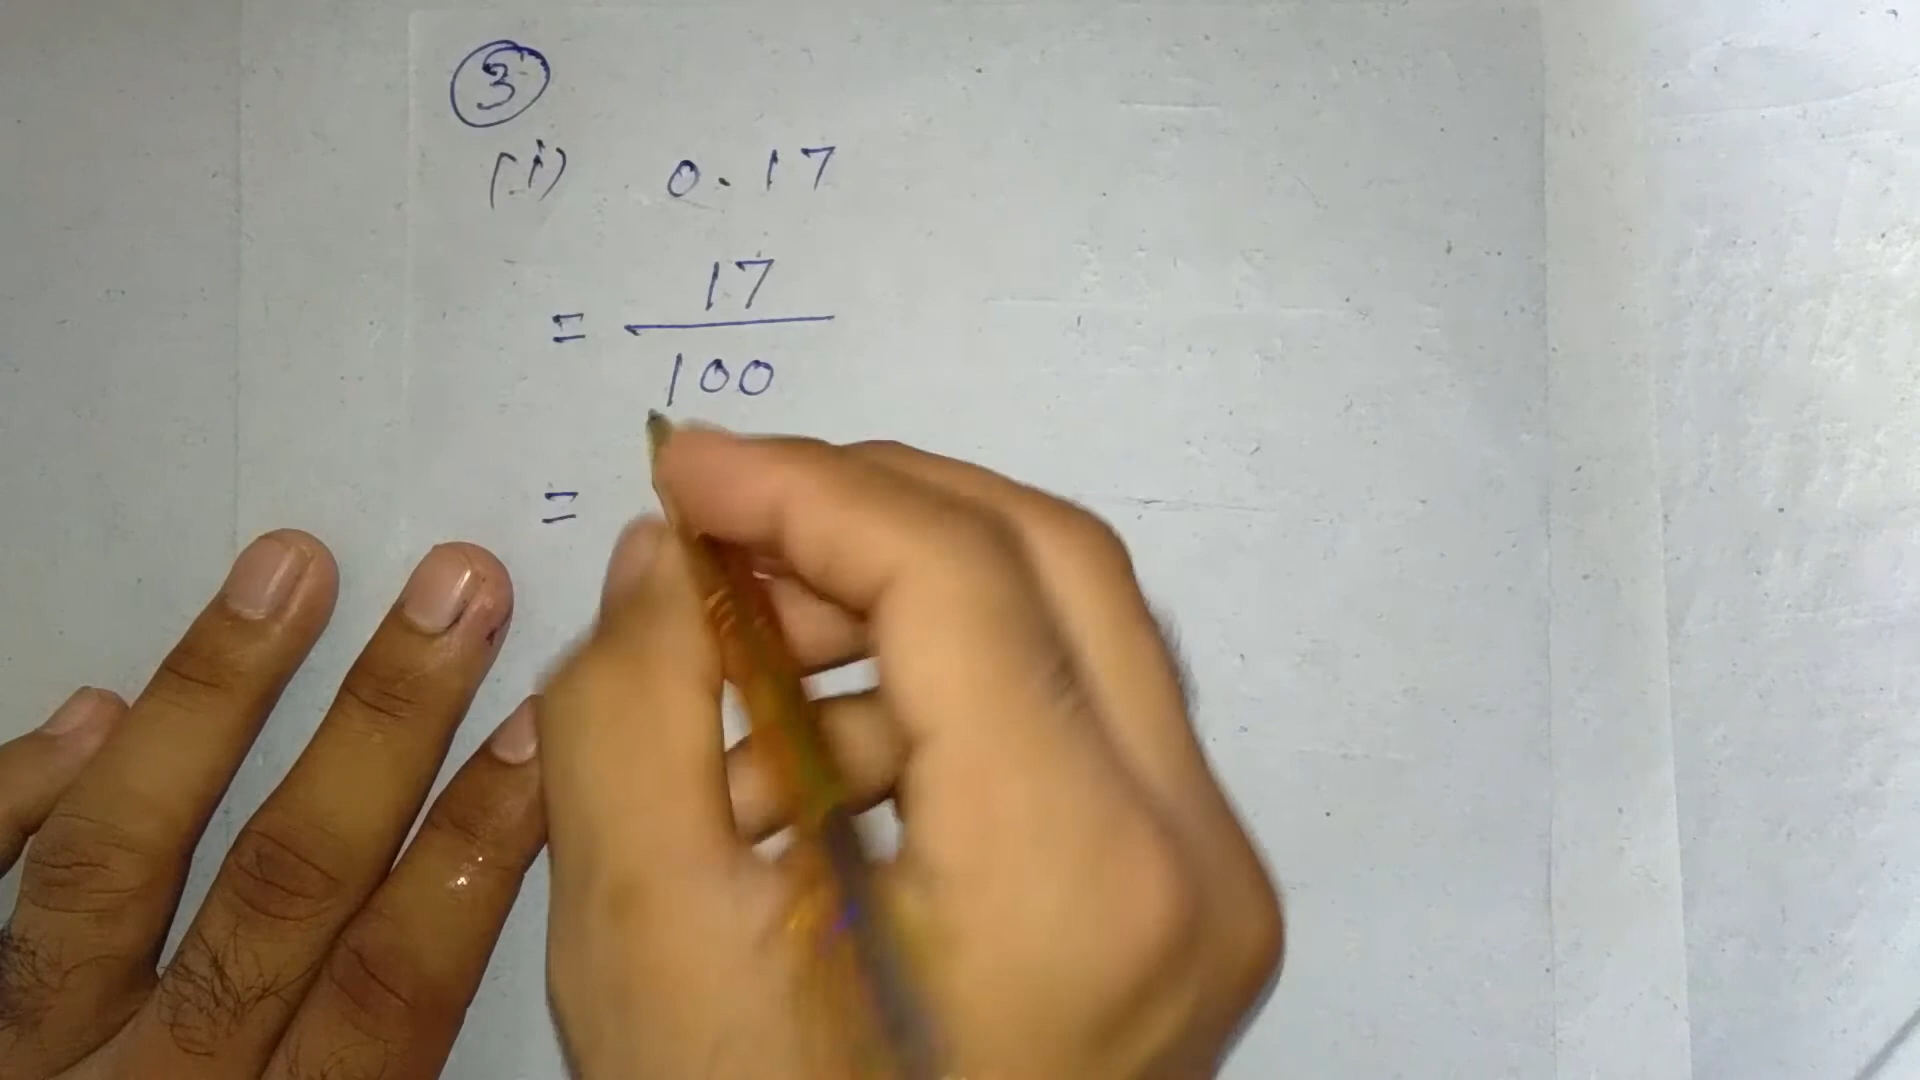 3
(i) 0.17
= 17
100
=